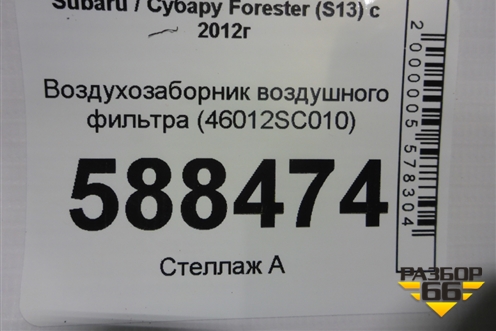 Subaru / Субару Forester (S13) с
2012г
Воздухозаборник воздушного
фильтра (46012SC010)
588474
Стеллаж А
2000005578304
РАЗБОР
66